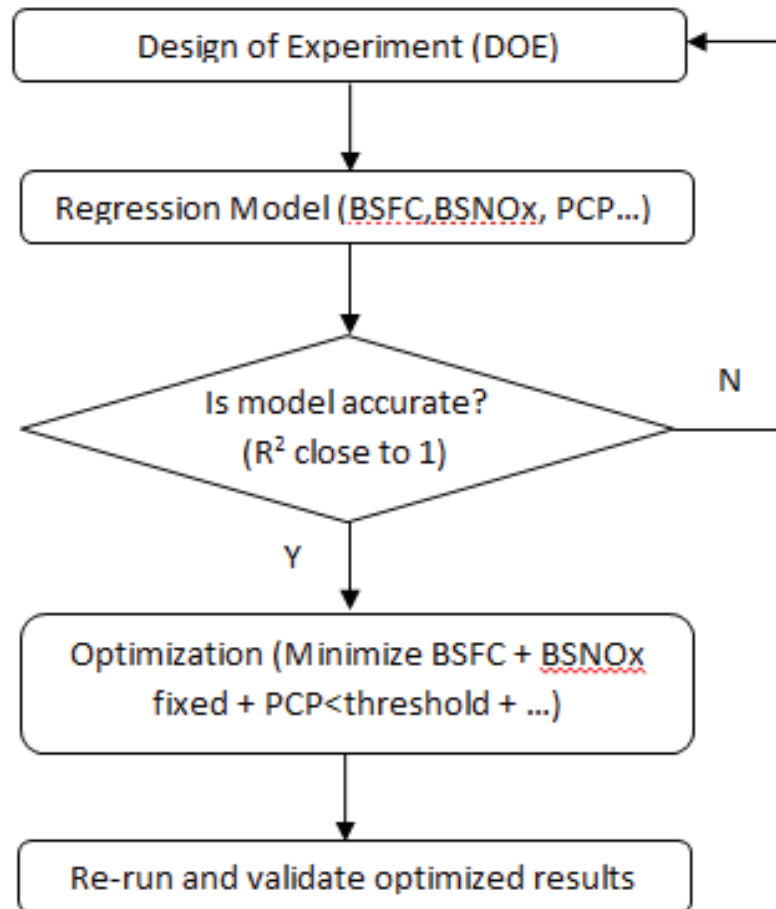 Design of Experiment (DOE)
Regression Model (BSFC,BSNOx, PCP...)
Is model accurate?
(R² close to 1)
N
Y
Optimization (Minimize BSFC + BSNOx
fixed + PCP<threshold + ...)
Re-run and validate optimized results